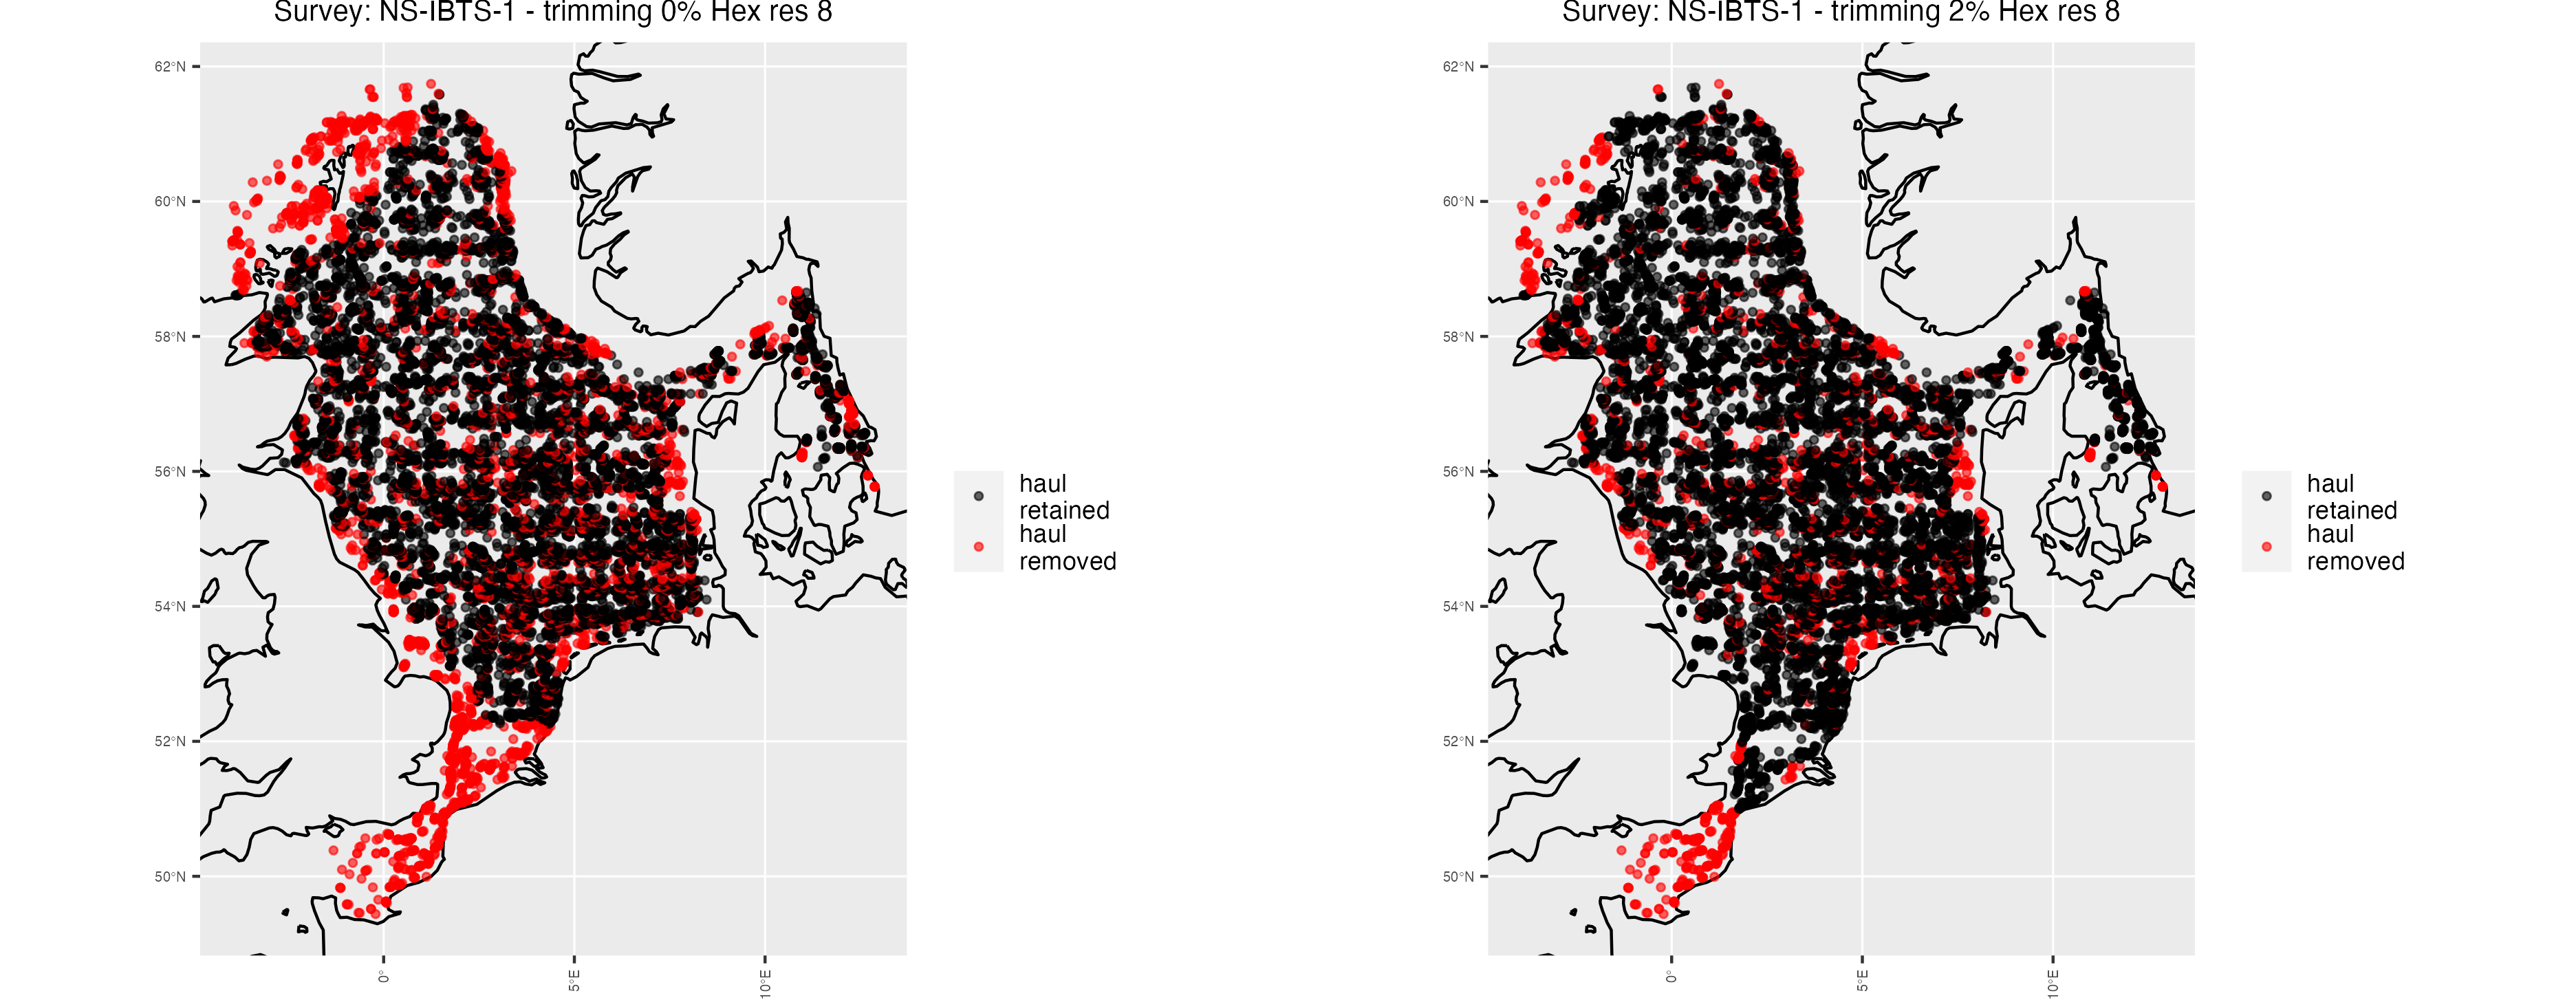 Survey: NS-IBTS-1 - trimming 0% Hex res 8
62°N
60°N
58°N
56°N
54°N
52°N
50°N
0°
5°E
10°E
haul
retained
haul
removed
Survey: NS-IBTS-1 - trimming 2% Hex res 8
62°N
60°N
58°N
56°N
54°N
52°N
50°N
0°
5°E
10°E
haul
retained
haul
removed